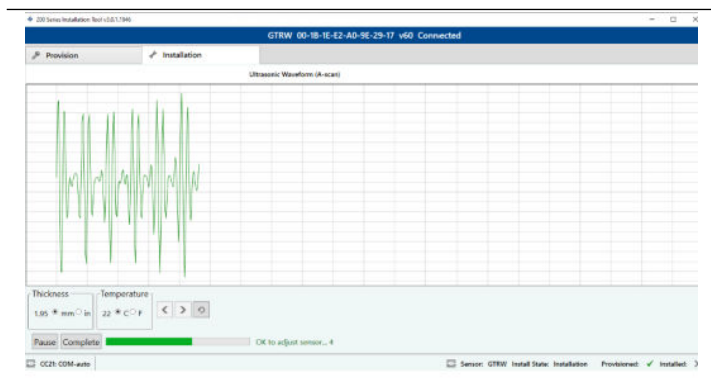 200 Series Installation Tool v3.0.1.1946
GTRW 00-1B-1E-E2-A0-9E-29-17 v60 Connected
Provision Installation
Ultrasonic Waveform (A-scan)
Thickness Temperature
1.95 mm in 22 C F
Pause Complete OK to adjust sensor... 4
CC21: COM-auto Sensor: GTRW Install State: Installation Provisioned: ✓ Installed: